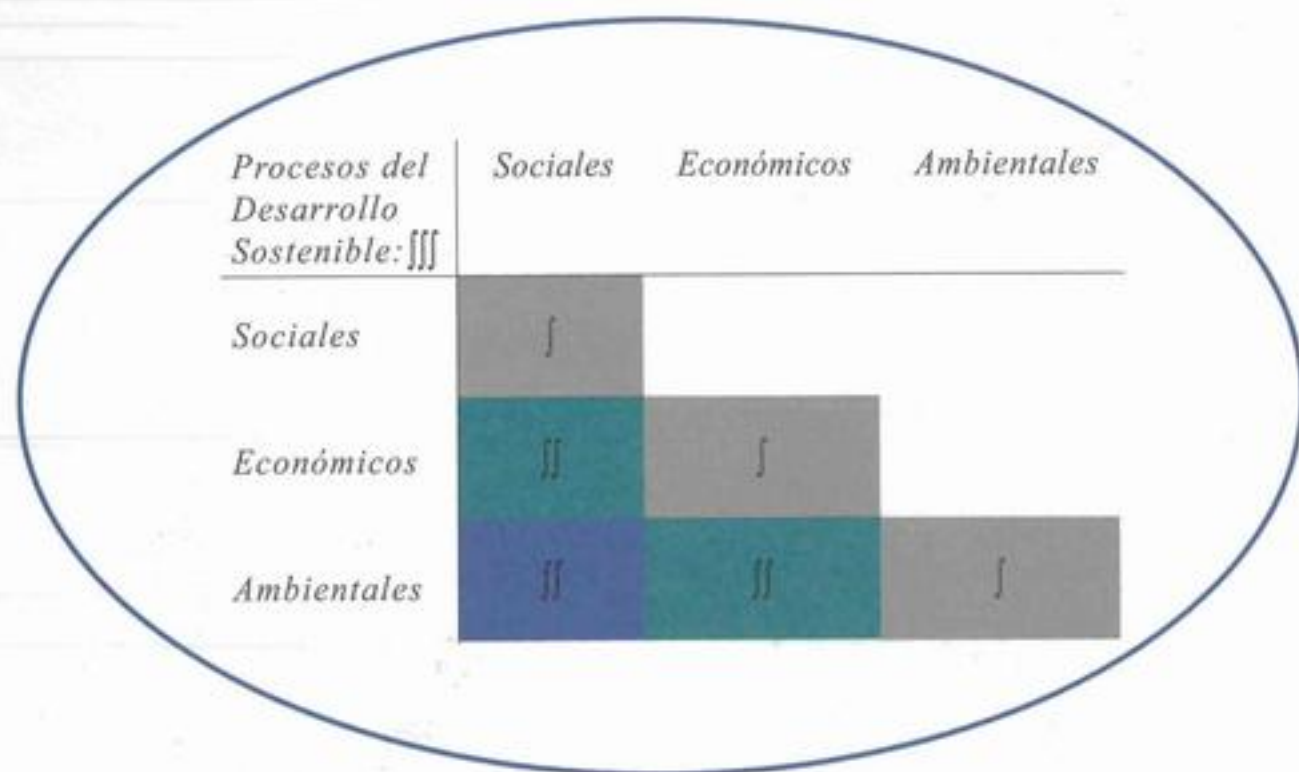 Procesos del
Desarrollo
Sostenible: ∫∫∫
Sociales Económicos Ambientales
Sociales ∫
Económicos ∫∫ ∫
Ambientales ∫∫ ∫∫ ∫